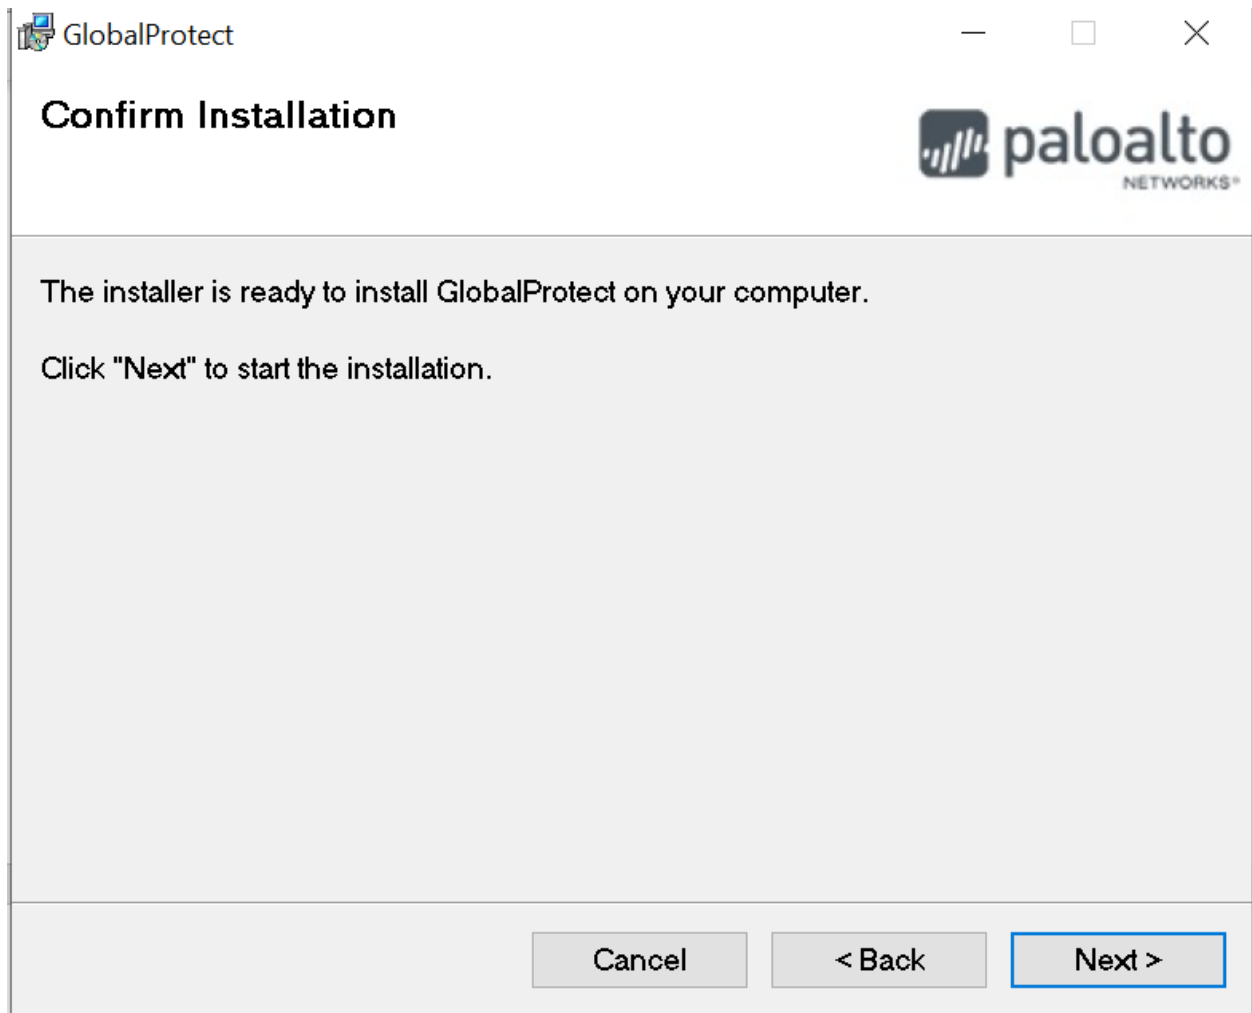 GlobalProtect
Confirm Installation
paloalto
NETWORKS®
The installer is ready to install GlobalProtect on your computer.
Click "Next" to start the installation.
Cancel
< Back
Next >